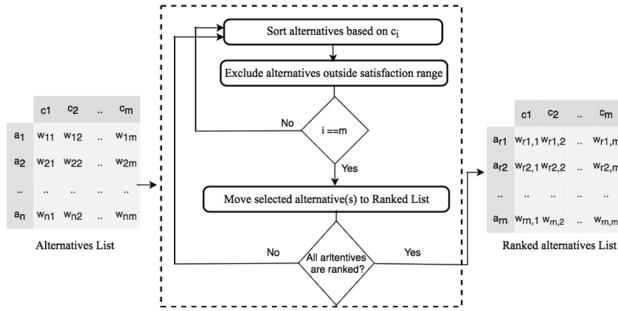 Sort alternatives based on ci
Exclude alternatives outside satisfaction range
No
i ==m
Yes
Move selected alternative(s) to Ranked List
No
All arltentives
are ranked?
Yes
c1 c2 .. cm
a1 w11 w12 .. w1m
a2 w21 w22 .. w2m
.. .. .. .. ..
an wn1 wn2 .. wnm
Alternatives List
c1 c2 .. cm
ar1 wr1,1 wr1,2 .. wr1,m
ar2 wr2,1 wr2,2 .. wr2,m
.. .. .. .. ..
arn wrn,1 wrn,2 .. wrn,m
Ranked alternatives List